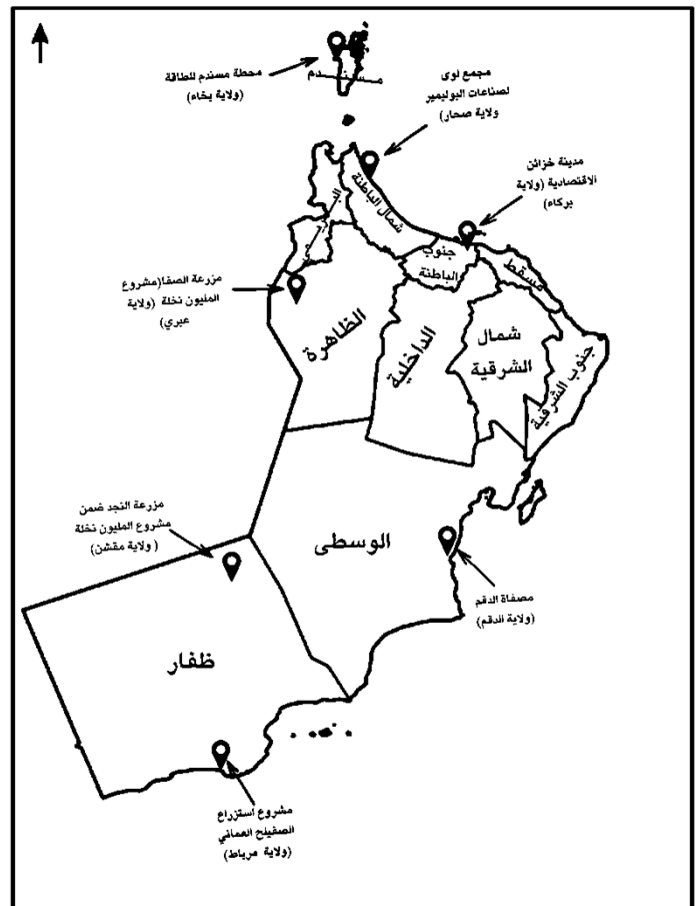 محطة مسندم للطاقة
(ولاية بخاء)
مسندم
مجمع لوى
لصناعات البوليمير
ولاية صحار)
مدينة خزائن
الاقتصادية (ولاية
بركاء)
البريمي
شمال الباطنة
جنوب
الباطنة
مسقط
مزرعة الصفا(مشروع
المليون نخلة (ولاية
عبري)
الظاهرة
الداخلية
شمال
الشرقية
جنوب الشرقية
مزرعة النجد ضمن
مشروع المليون نخلة
( ولاية مقشن)
الوسطى
مصفاة الدقم
(ولاية الدقم)
ظفار
مشروع استزراع
الصفيلح العماني
(ولاية مرباط)